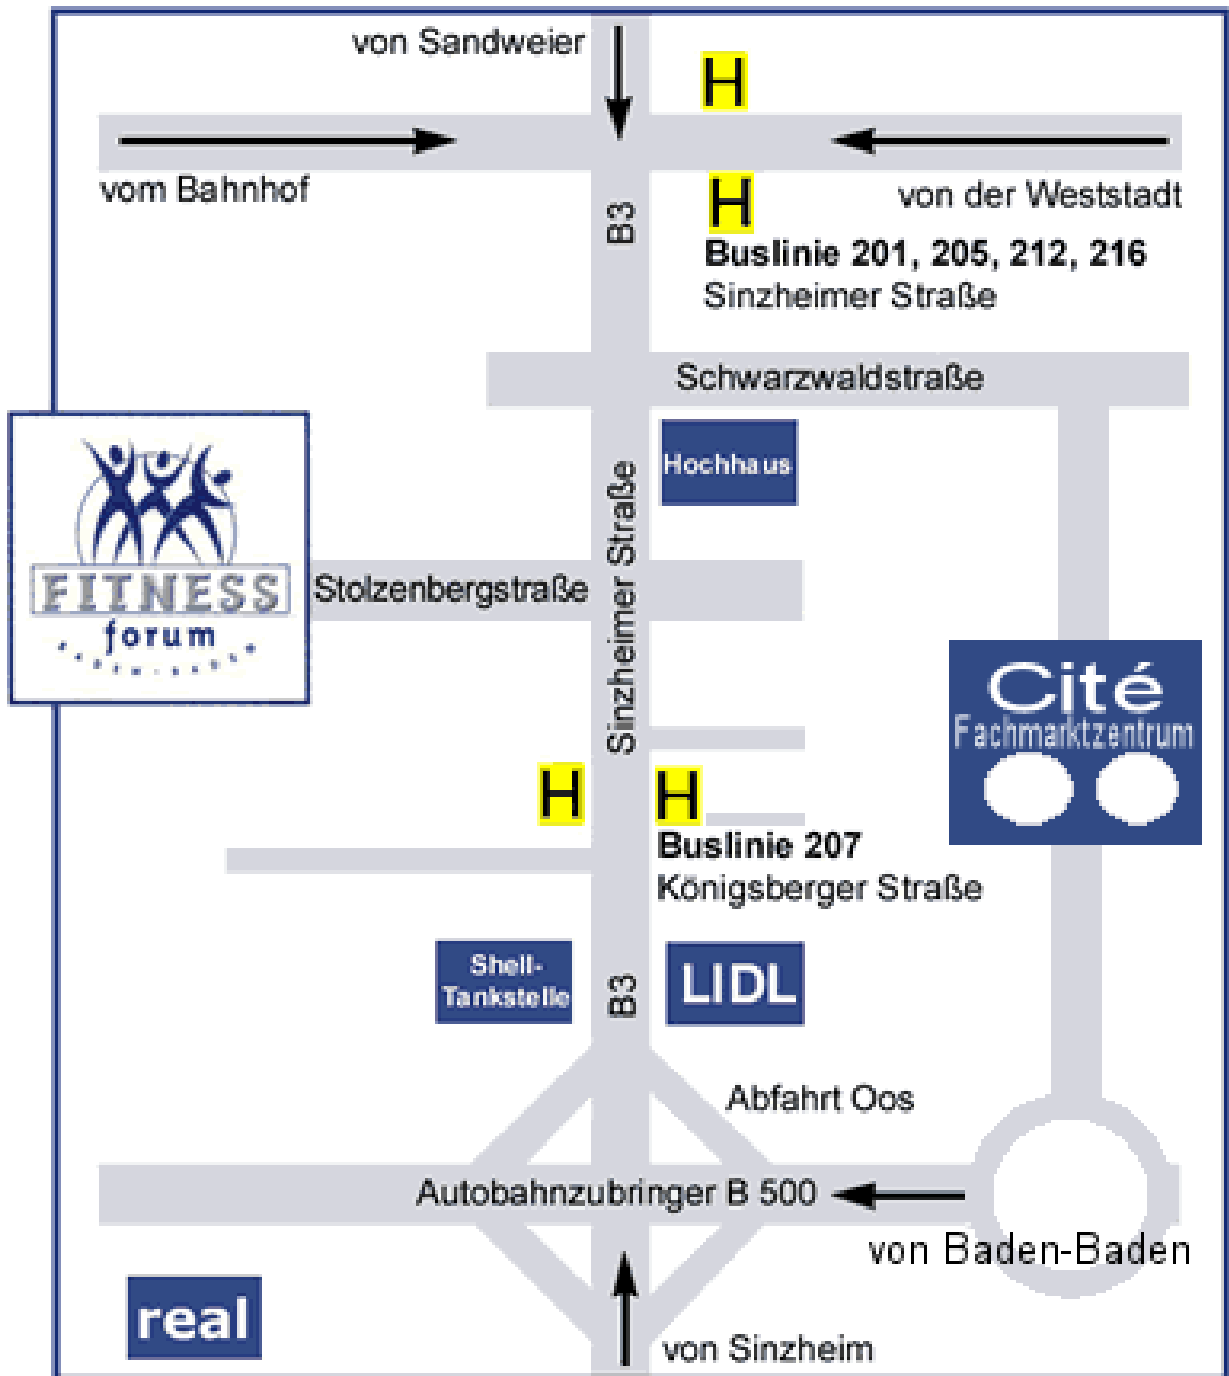 von Sandweier
H
vom Bahnhof
von der Weststadt
H
B3
Buslinie 201, 205, 212, 216
Sinzheimer Straße
Schwarzwaldstraße
Hochhaus
FITNESS
forum
Stolzenbergstraße
Sinzheimer Straße
Cité
Fachmarktzentrum
H
H
Buslinie 207
Königsberger Straße
Shell-
Tankstelle
B3
LIDL
Abfahrt Oos
Autobahnzubringer B 500
von Baden-Baden
real
von Sinzheim